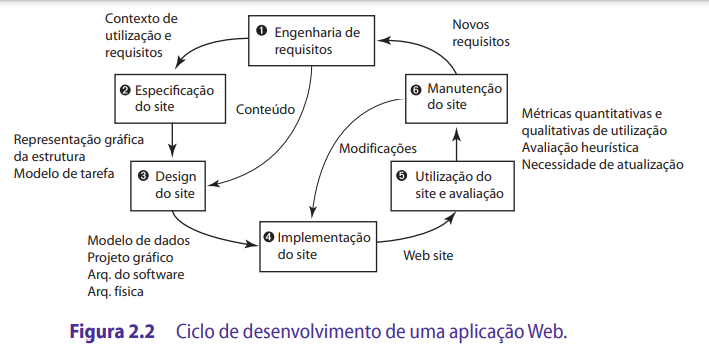 Contexto de
utilização e
requisitos
❶ Engenharia de
requisitos
Novos
requisitos
❷ Especificação
do site
Conteúdo
❻ Manutenção
do site
Representação gráfica
da estrutura
Modelo de tarefa
Modificações
Métricas quantitativas e
qualitativas de utilização
Avaliação heurística
Necessidade de atualização
❸ Design
do site
❺ Utilização do
site e avaliação
Modelo de dados
Projeto gráfico
Arq. do software
Arq. física
❹ Implementação
do site
Web site
Figura 2.2 Ciclo de desenvolvimento de uma aplicação Web.